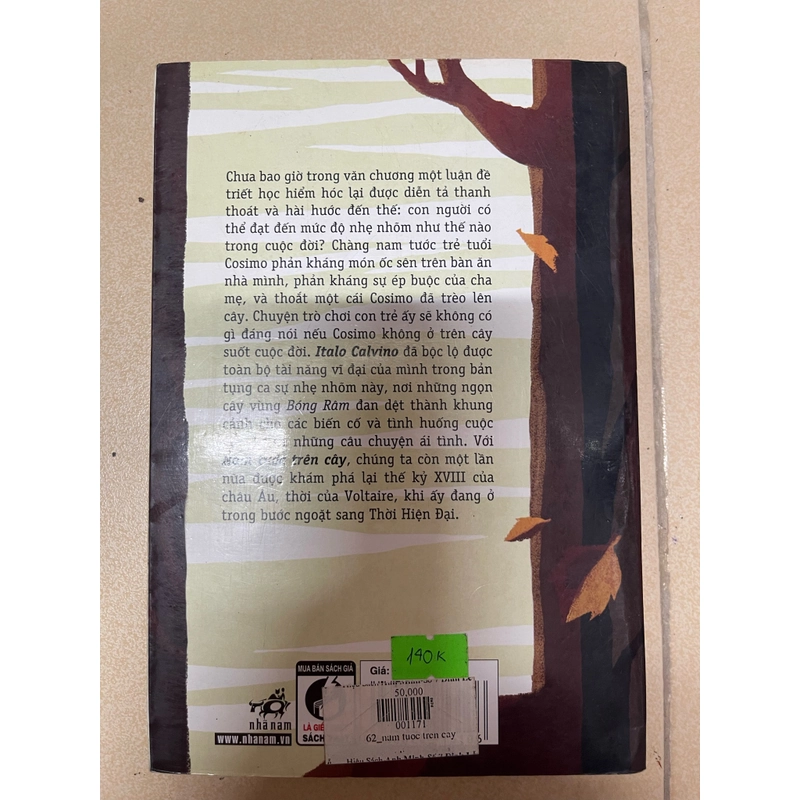 Chưa bao giờ trong văn chương một luận đề
triết học hiểm hóc lại được diễn tả thanh
thoát và hài hước đến thế: con người có
thể đạt đến mức độ nhẹ nhõm như thế nào
trong cuộc đời? Chàng nam tước trẻ tuổi
Cosimo phản kháng món ốc sên trên bàn ăn
nhà mình, phản kháng sự ép buộc của cha
mẹ, và thoắt một cái Cosimo đã trèo lên
cây. Chuyện trò chơi con trẻ ấy sẽ không có
gì đáng nói nếu Cosimo không ở trên cây
suốt cuộc đời. Italo Calvino đã bộc lộ được
toàn bộ tài năng vĩ đại của mình trong bản
tụng ca sự nhẹ nhõm này, nơi những ngọn
cây vùng Bóng Râm đan dệt thành khung
cảnh cho các biến cố và tình huống cuộc
những câu chuyện ái tình. Với
trên cây, chúng ta còn một lần
nữa được khám phá lại thế kỷ XVIII của
châu Âu, thời của Voltaire, khi ấy đang ở
trong bước ngoặt sang Thời Hiện Đại.
MUA BÁN SÁCH GIẢ
LÀ GIẾ
SÁCH
nhã nam
www.nhanam.vn
Giá:
190K
50,000
001171
62_nam tuoc tren cay
6
Hiệu Sách Anh Minh